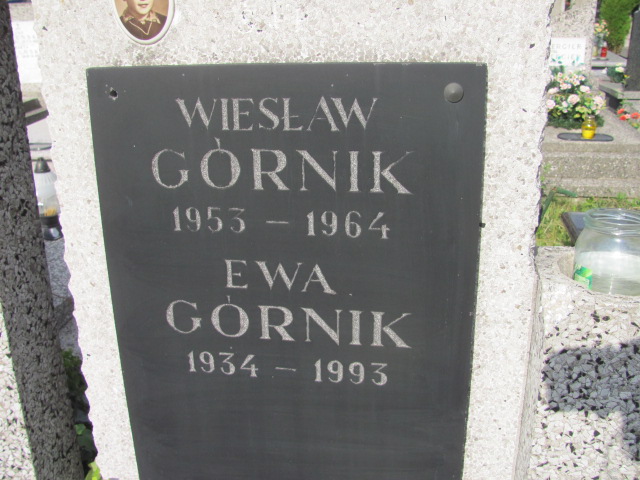 WIESŁAW
GÓRNIK
1953 – 1964
EWA
GÓRNIK
1934 – 1993